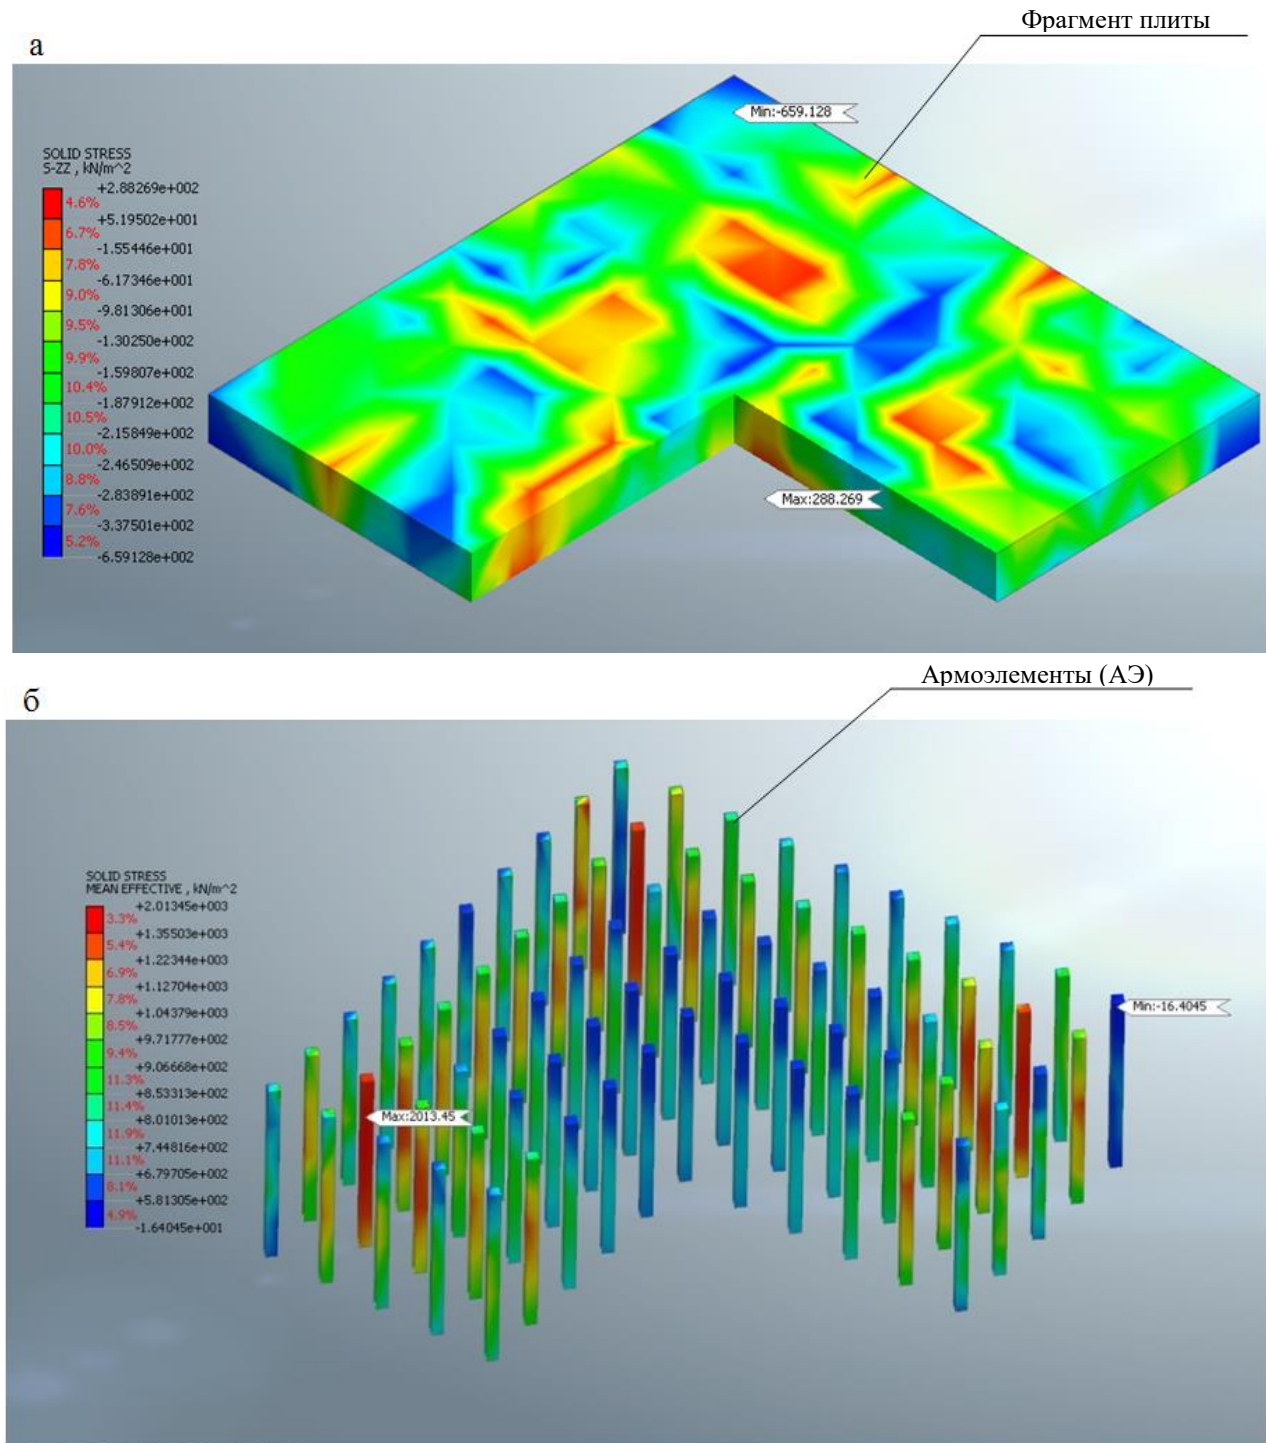 Фрагмент плиты
а
Min:-659.128
SOLID STRESS
S-ZZ , kN/m^2
+2.88269e+002
4.6%
+5.19502e+001
6.7%
-1.55446e+001
7.8%
-6.17346e+001
9.0%
-9.81306e+001
9.5%
-1.30250e+002
9.9%
-1.59807e+002
10.4%
-1.87912e+002
10.5%
-2.15849e+002
10.0%
-2.46509e+002
8.8%
-2.83891e+002
7.6%
-3.37501e+002
5.2%
-6.59128e+002
Max:288.269
Армоэлементы (АЭ)
б
SOLID STRESS
MEAN EFFECTIVE , kN/m^2
+2.01345e+003
3.3%
+1.35503e+003
5.4%
+1.22344e+003
6.9%
+1.12704e+003
7.8%
+1.04379e+003
8.5%
+9.71777e+002
9.4%
+9.06668e+002
11.3%
+8.53313e+002
11.4%
+8.01013e+002
11.9%
+7.44816e+002
11.1%
+6.79705e+002
8.1%
+5.81305e+002
4.9%
-1.64045e+001
Min:-16.4045
Max:2013.45